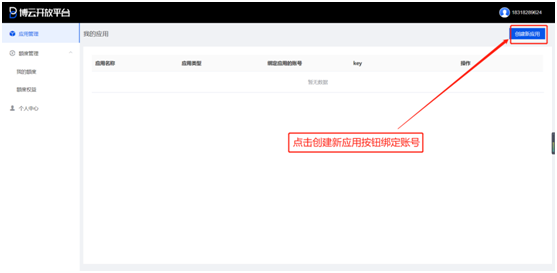 博云开放平台
18318289624
应用管理
我的应用
创建新应用
额度管理
我的额度
额度权益
个人中心
应用名称 应用类型 绑定应用的账号 key 操作
暂无数据
点击创建新应用按钮绑定账号